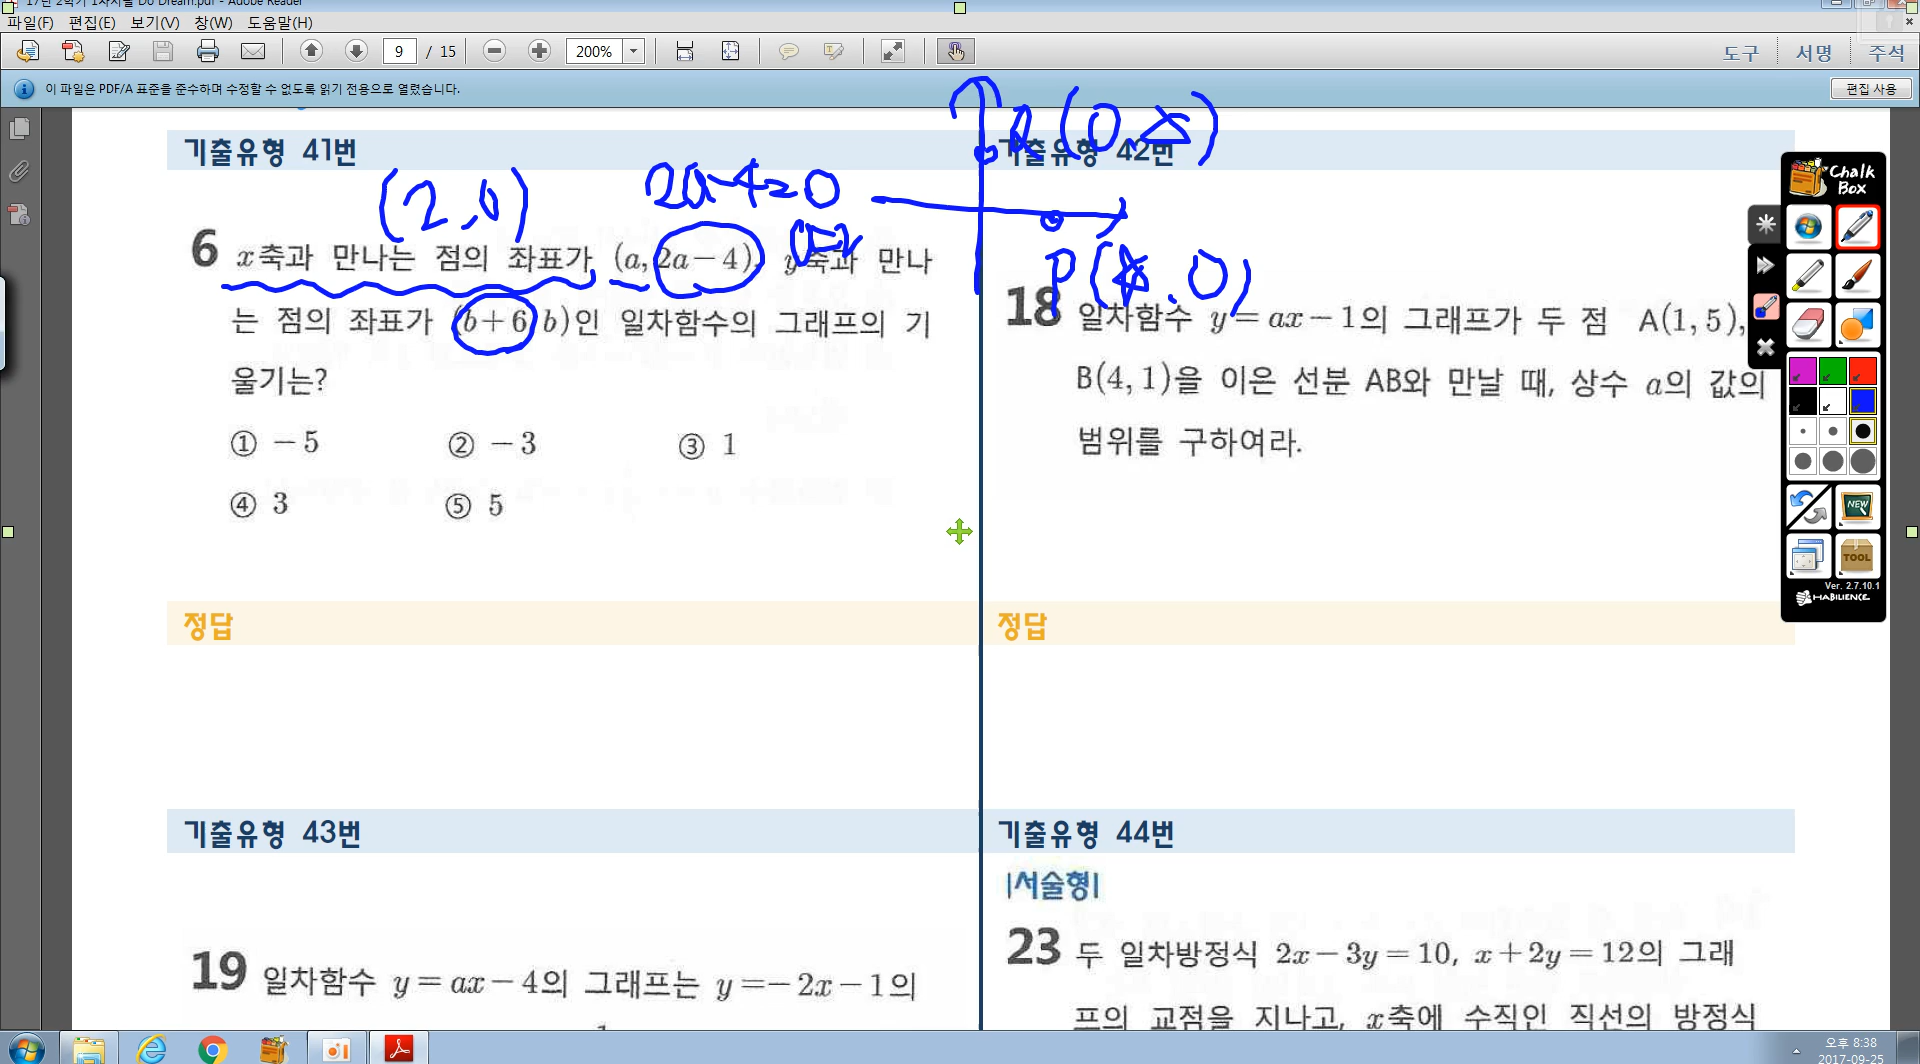 17년 2학기 1차지필 Do Dream.pdf - Adobe Reader
파일(F) 편집(E) 보기(V) 창(W) 도움말(H)
9 / 15 200% 도구 서명 주석
이 파일은 PDF/A 표준을 준수하며 수정할 수 없도록 읽기 전용으로 열렸습니다. 편집 사용
(0,
기출유형 41번
(2,0) 2a-4=0
6 x축과 만나는 점의 좌표가 (a, 2a-4), y축과 만나
는 점의 좌표가 (b+6, b)인 일차함수의 그래프의 기
울기는?
① -5 ② -3 ③ 1
④ 3 ⑤ 5
정답
기출유형 42번
P( , 0)
18 일차함수 y=ax-1의 그래프가 두 점 A(1, 5),
B(4, 1)을 이은 선분 AB와 만날 때, 상수 a의 값의
범위를 구하여라.
정답
기출유형 43번
19 일차함수 y=ax-4의 그래프는 y=-2x-1의
기출유형 44번
|서술형|
23 두 일차방정식 2x-3y=10, x+2y=12의 그래
프의 교점을 지나고, x축에 수직인 직선의 방정식
Chalk
Box
NEW
TOOL
Ver. 2.7.10.1
HABILIENCE
오후 8:38
2017-09-25